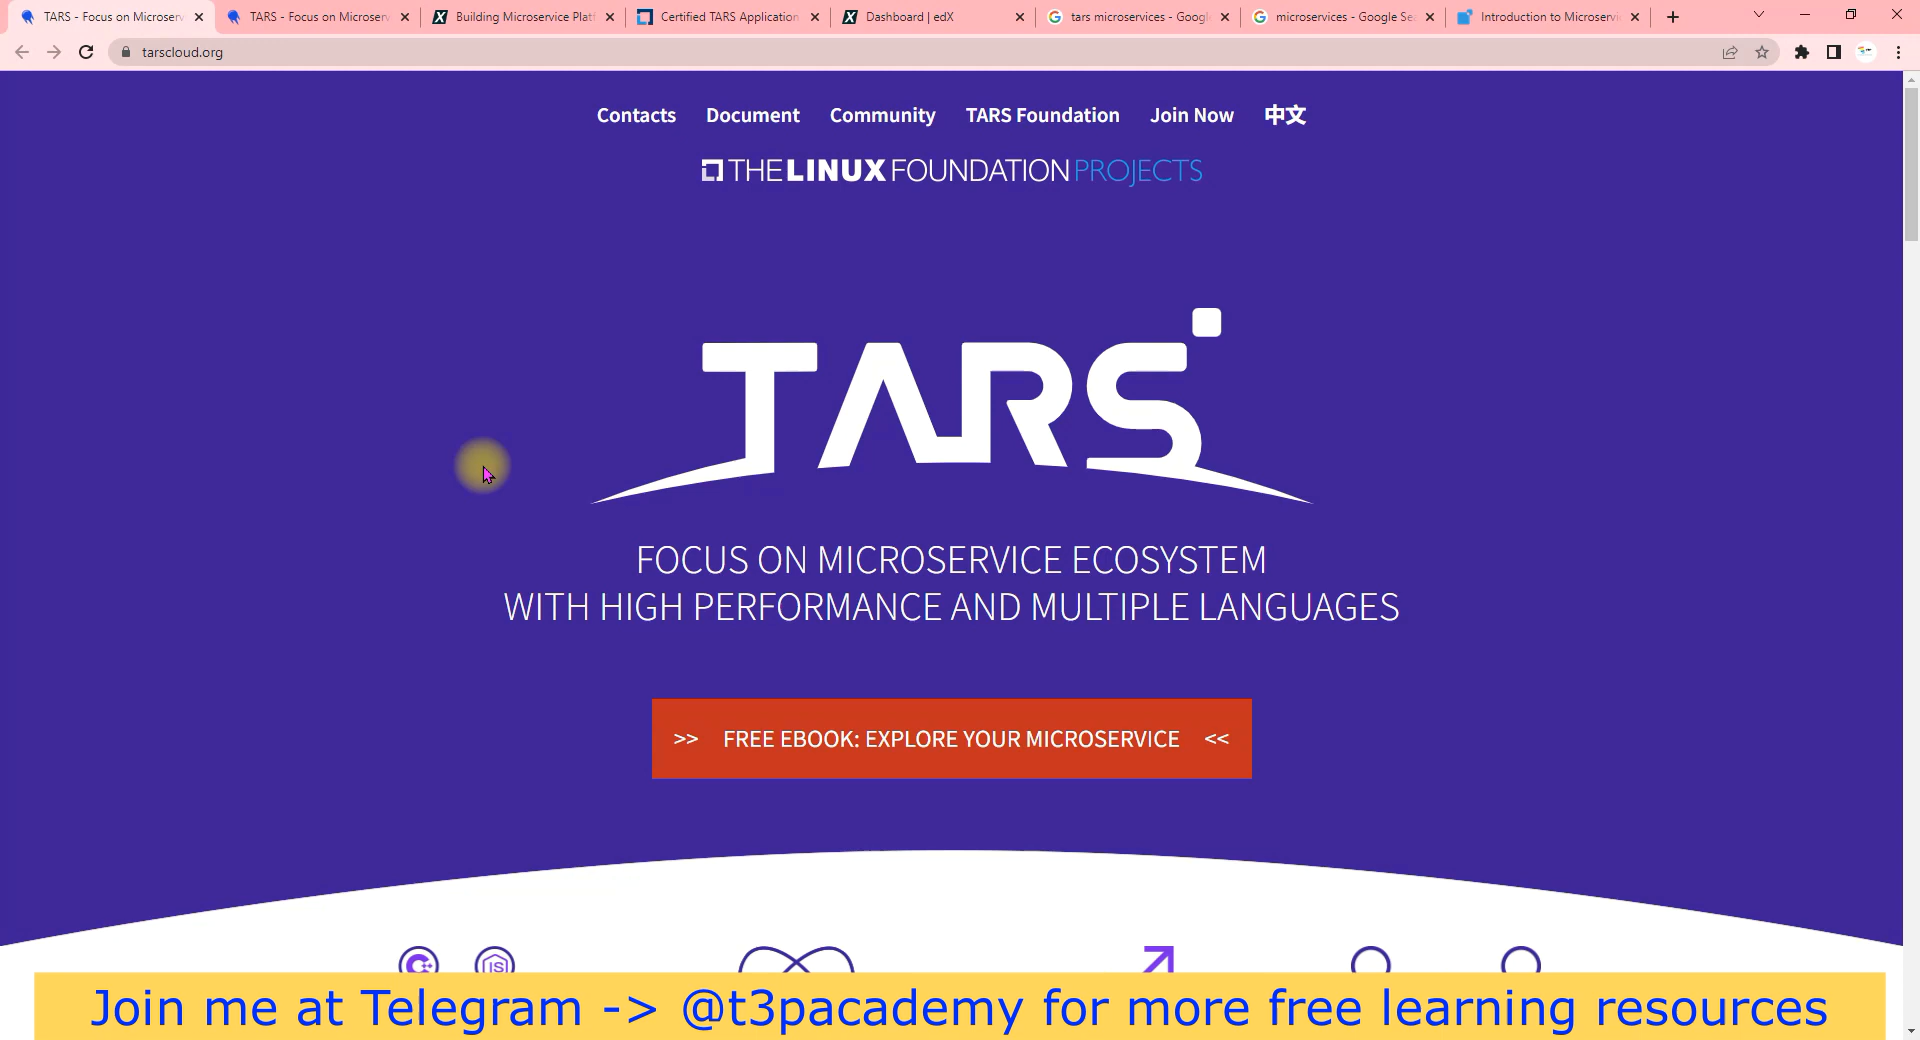 TARS - Focus on Microserv
TARS - Focus on Microserv
Building Microservice Platf
Certified TARS Application
Dashboard | edX
tars microservices - Googl
microservices - Google Sea
Introduction to Microservi
tarscloud.org
Contacts
Document
Community
TARS Foundation
Join Now
中文
THE LINUX FOUNDATION PROJECTS
TARS
FOCUS ON MICROSERVICE ECOSYSTEM
WITH HIGH PERFORMANCE AND MULTIPLE LANGUAGES
>> FREE EBOOK: EXPLORE YOUR MICROSERVICE <<
Join me at Telegram -> @t3pacademy for more free learning resources